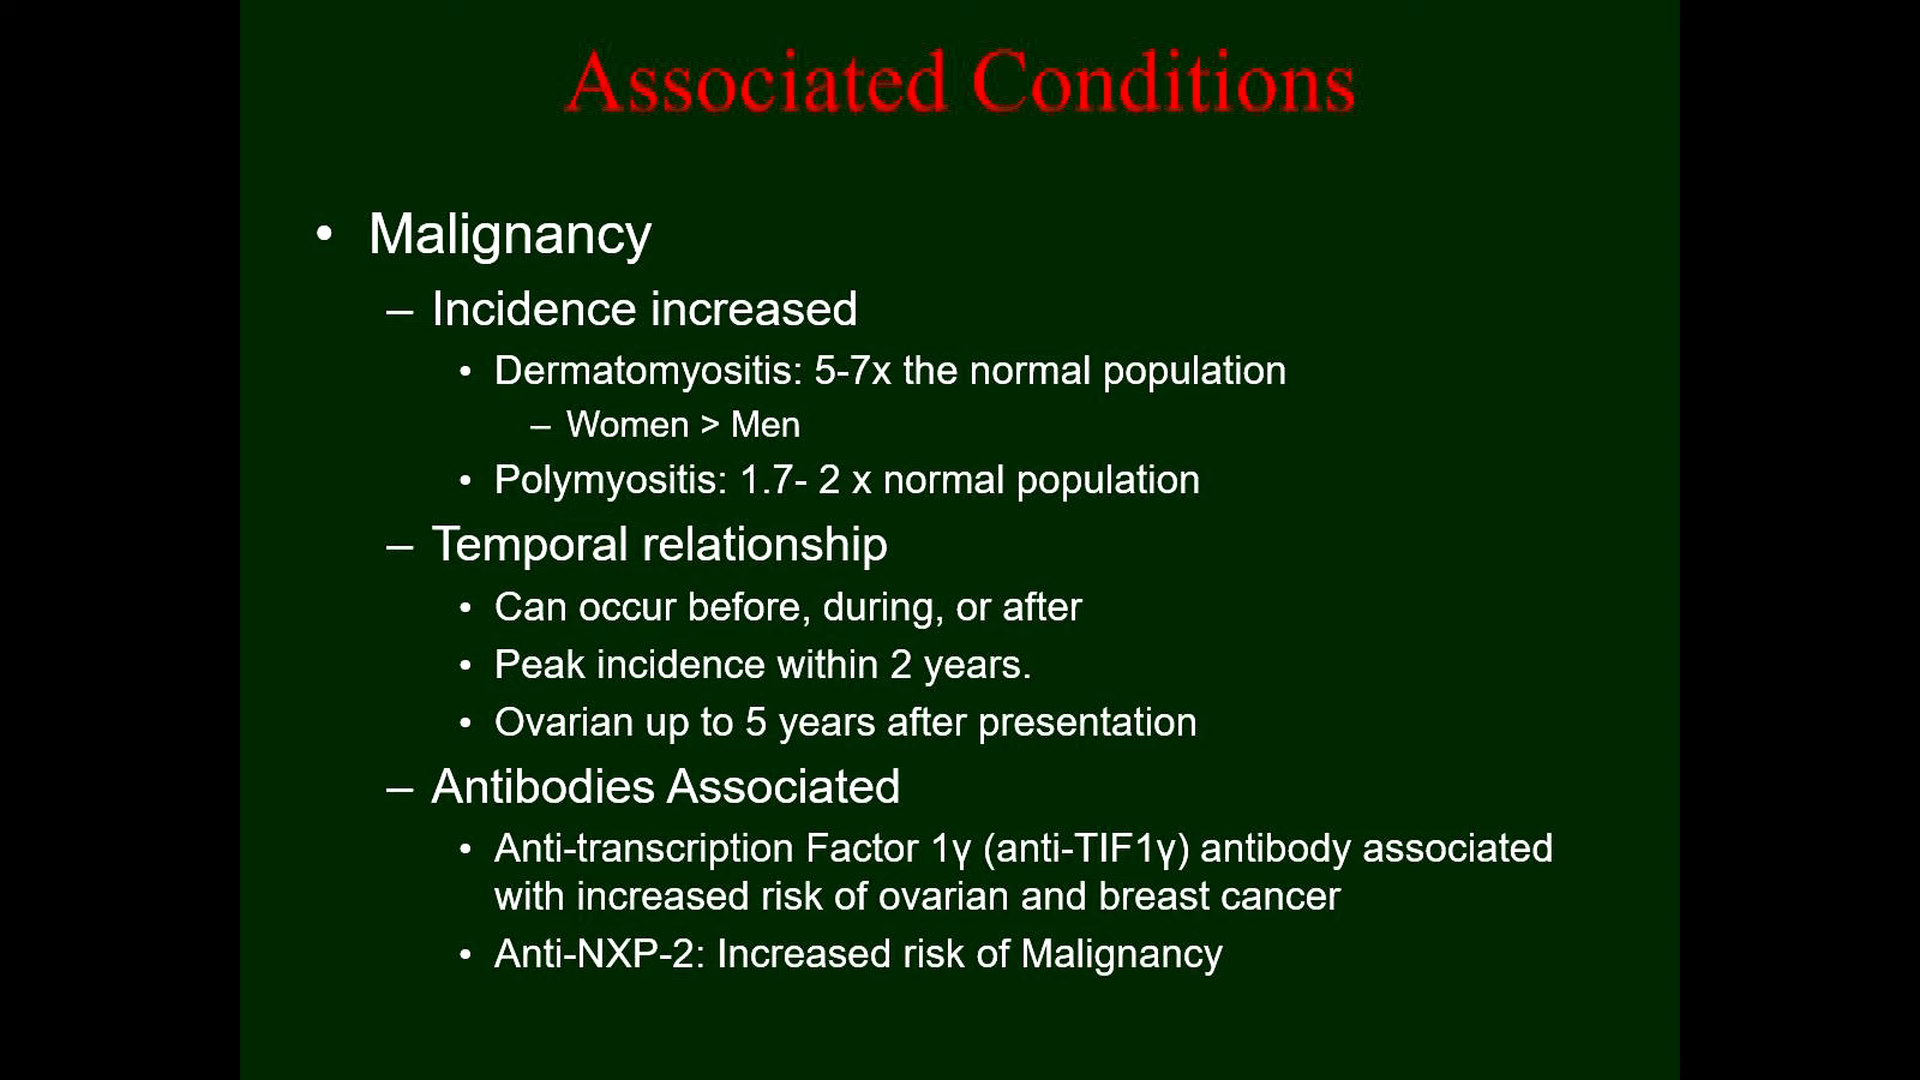 Associated Conditions
• Malignancy
– Incidence increased
• Dermatomyositis: 5-7x the normal population
– Women > Men
• Polymyositis: 1.7- 2 x normal population
– Temporal relationship
• Can occur before, during, or after
• Peak incidence within 2 years.
• Ovarian up to 5 years after presentation
– Antibodies Associated
• Anti-transcription Factor 1γ (anti-TIF1γ) antibody associated
with increased risk of ovarian and breast cancer
• Anti-NXP-2: Increased risk of Malignancy